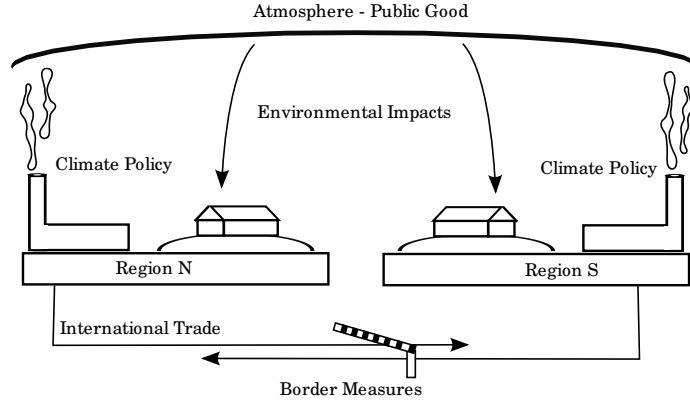 Atmosphere - Public Good
Environmental Impacts
Climate Policy
Climate Policy
Region N
Region S
International Trade
Border Measures